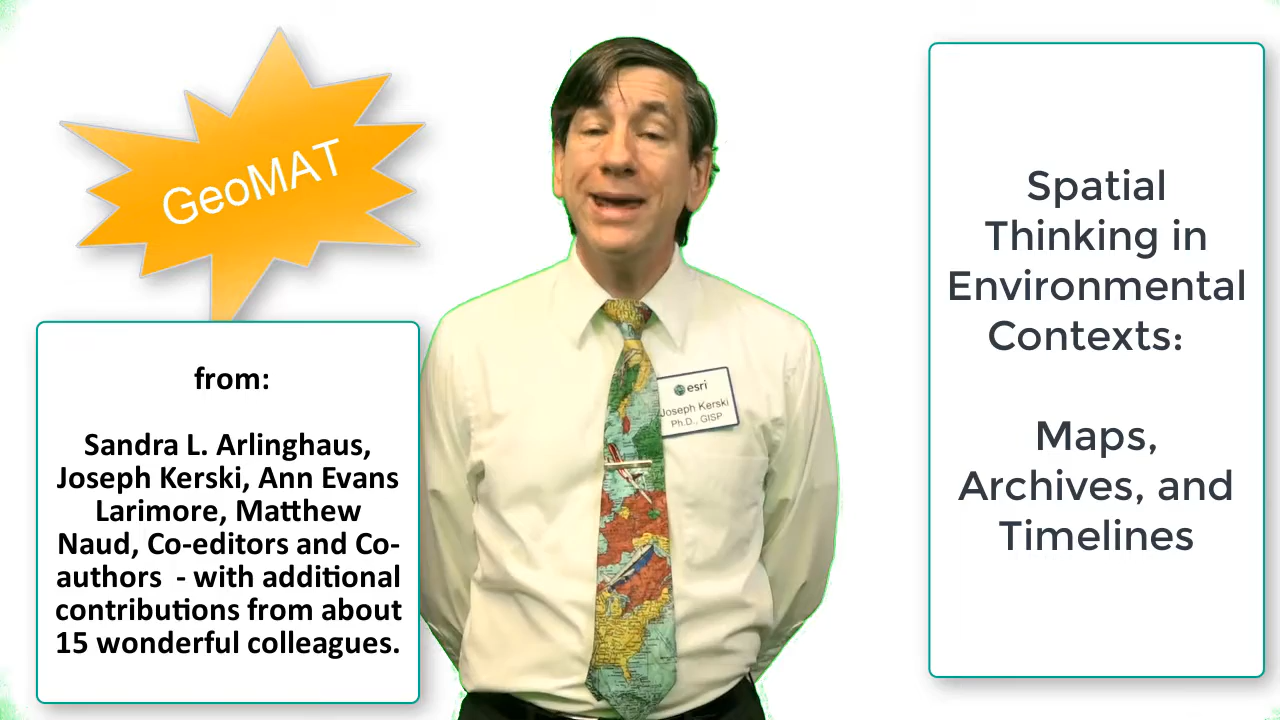 GeoMAT
from:
Sandra L. Arlinghaus,
Joseph Kerski, Ann Evans
Larimore, Matthew
Naud, Co-editors and Co-
authors - with additional
contributions from about
15 wonderful colleagues.
esri
Joseph Kerski
Ph.D., GISP
Spatial
Thinking in
Environmental
Contexts:
Maps,
Archives, and
Timelines